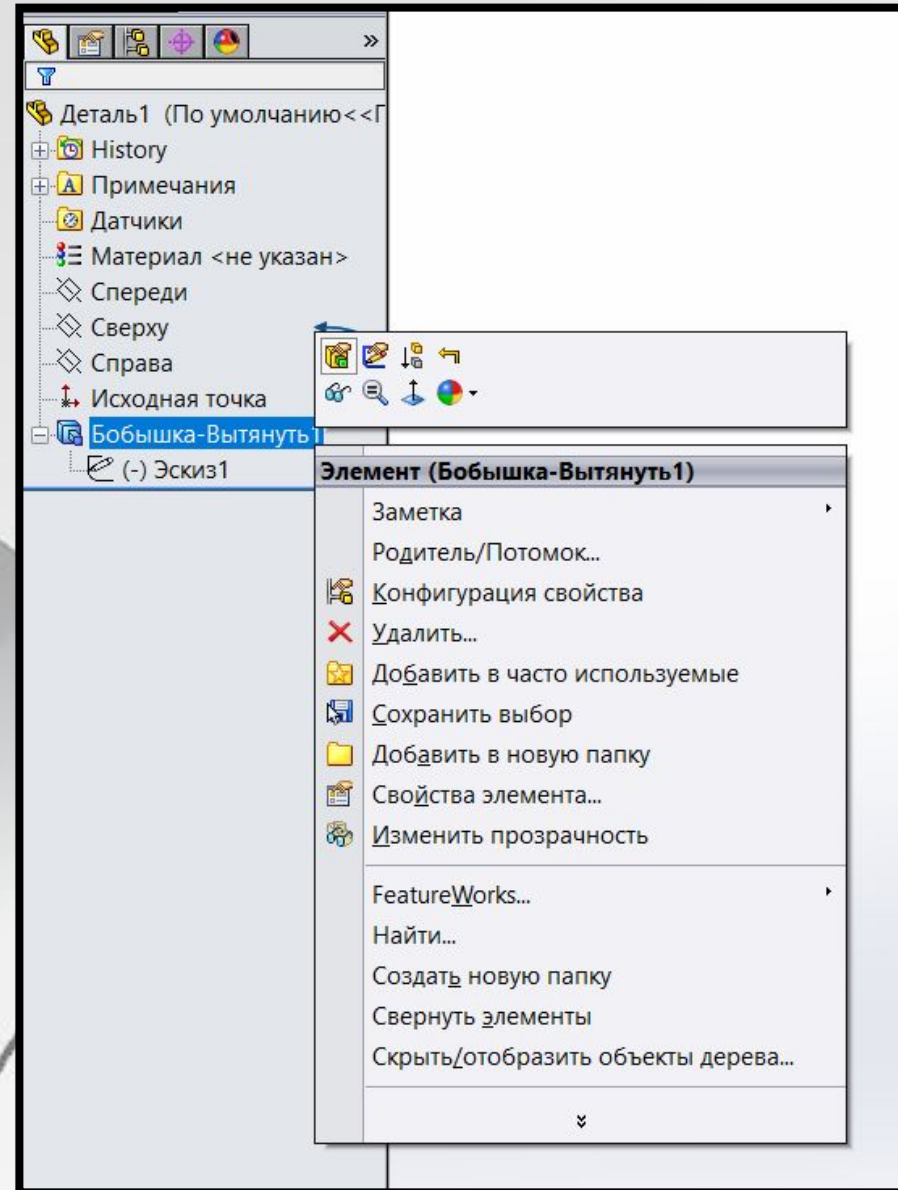 »
Деталь1 (По умолчанию<<П
History
Примечания
Датчики
Материал <не указан>
Спереди
Сверху
Справа
Исходная точка
Бобышка-Вытянуть1
(-) Эскиз1
Элемент (Бобышка-Вытянуть1)
Заметка
Родитель/Потомок...
Конфигурация свойства
Удалить...
Добавить в часто используемые
Сохранить выбор
Добавить в новую папку
Свойства элемента...
Изменить прозрачность
FeatureWorks...
Найти...
Создать новую папку
Свернуть элементы
Скрыть/отобразить объекты дерева...